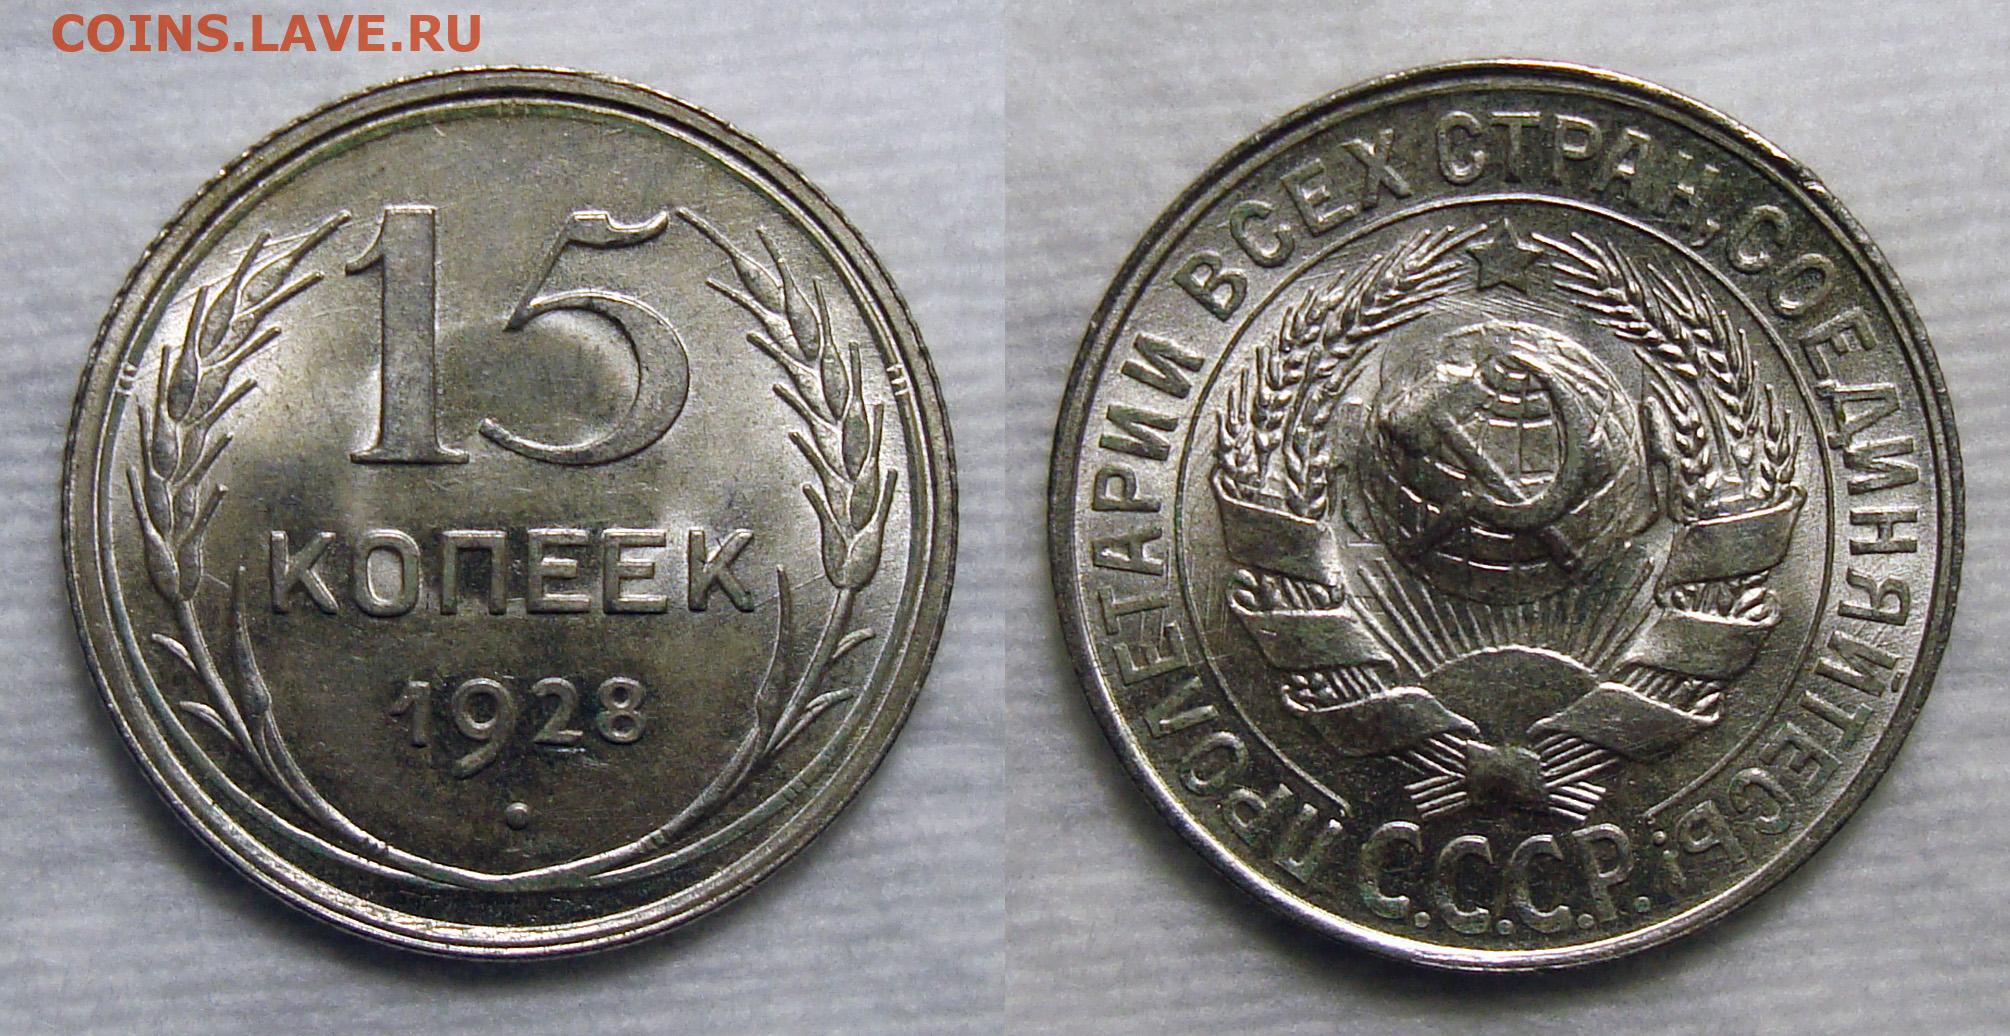 COINS.LAVE.RU
15
КОПЕЕК
1928
ПРОЛЕТАРИИ ВСЕХ СТРАН, СОЕДИНЯЙТЕСЬ!
С.С.С.Р.